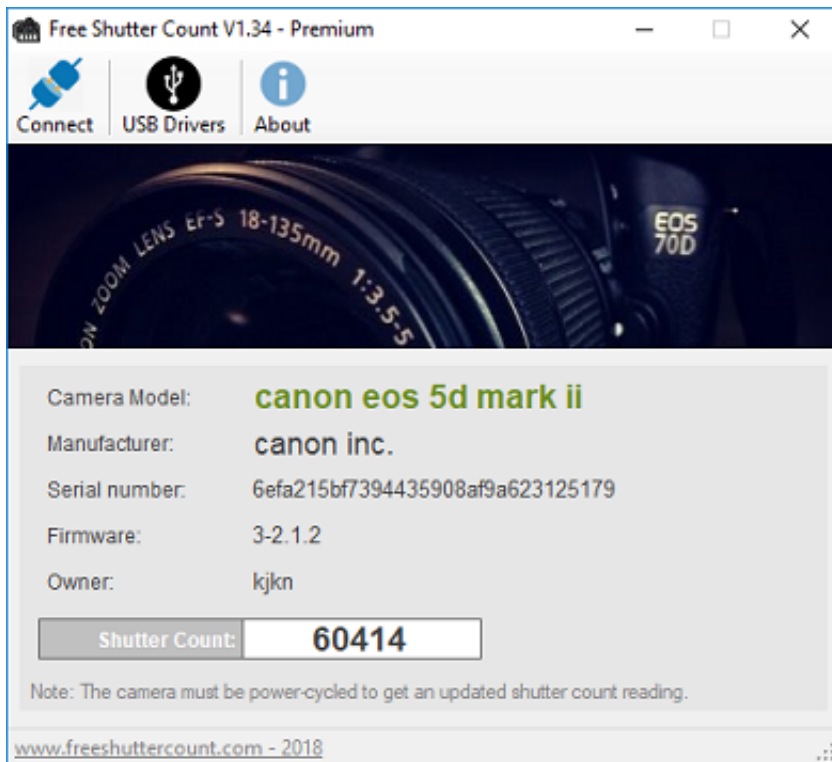 Free Shutter Count V1.34 - Premium
Connect USB Drivers About
ON ZOOM LENS EF-S 18-135mm 1:3.5-5
EOS
70D
Camera Model: canon eos 5d mark ii
Manufacturer: canon inc.
Serial number: 6efa215bf7394435908af9a623125179
Firmware: 3-2.1.2
Owner: kjkn
Shutter Count: 60414
Note: The camera must be power-cycled to get an updated shutter count reading.
www.freeshuttercount.com - 2018